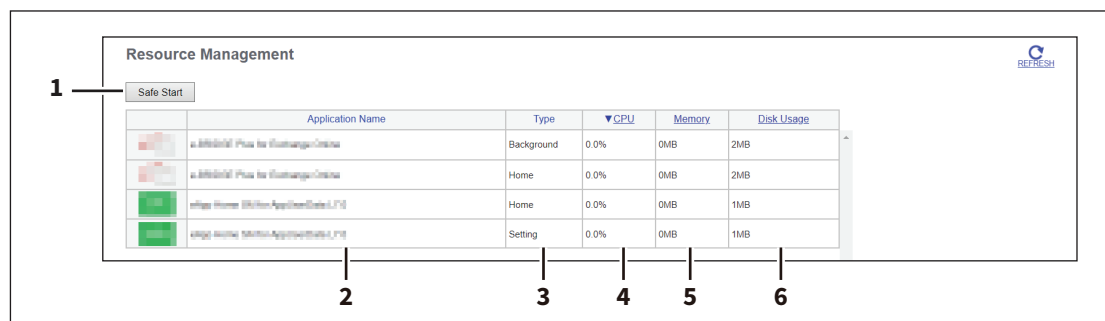 Resource Management
REFRESH
1
Safe Start
Application Name Type ▼CPU Memory Disk Usage
Background 0.0% 0MB 2MB
Home 0.0% 0MB 2MB
Home 0.0% 0MB 1MB
Setting 0.0% 0MB 1MB
2 3 4 5 6